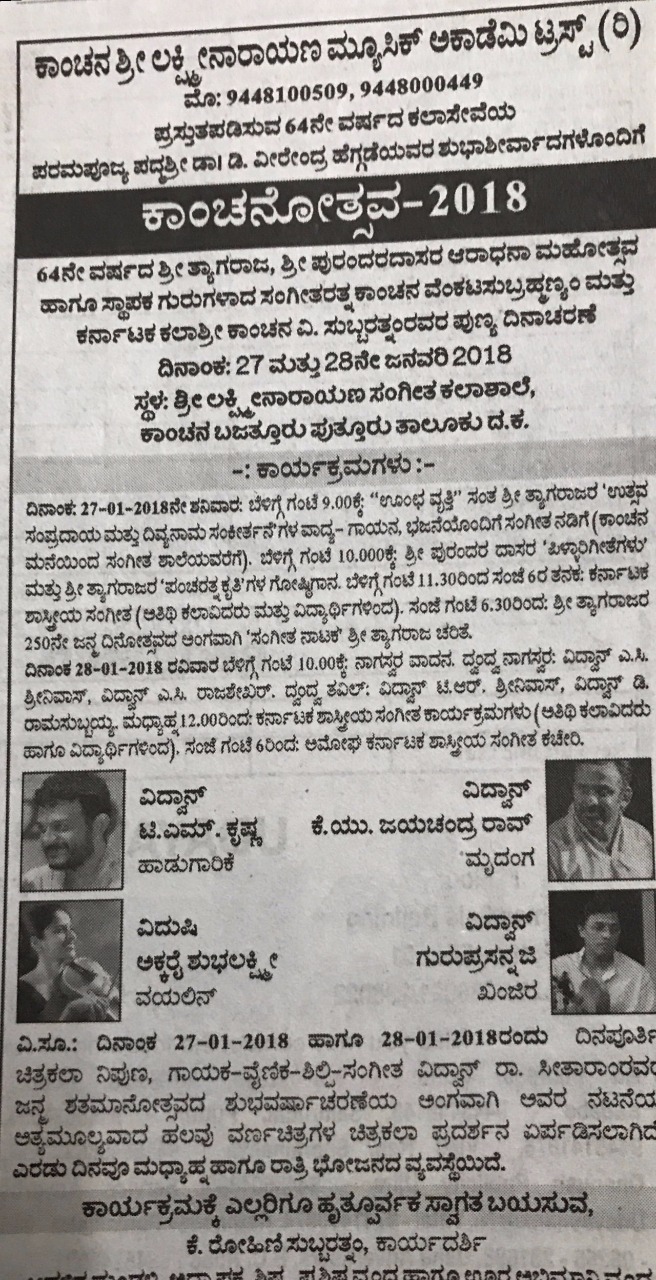 ಕಾಂಚನ ಶ್ರೀ ಲಕ್ಷ್ಮೀನಾರಾಯಣ ಮ್ಯೂಸಿಕ್ ಅಕಾಡೆಮಿ ಟ್ರಸ್ಟ್ (ರಿ)
ಮೊ: 9448100509, 9448000449
ಪ್ರಸ್ತುತಪಡಿಸುವ 64ನೇ ವರ್ಷದ ಕಲಾಸೇವೆಯ
ಪರಮಪೂಜ್ಯ ಪದ್ಮಶ್ರೀ ಡಾ। ಡಿ. ವೀರೇಂದ್ರ ಹೆಗ್ಗಡೆಯವರ ಶುಭಾಶೀರ್ವಾದಗಳೊಂದಿಗೆ
ಕಾಂಚನೋತ್ಸವ-2018
64ನೇ ವರ್ಷದ ಶ್ರೀ ತ್ಯಾಗರಾಜ, ಶ್ರೀ ಪುರಂದರದಾಸರ ಆರಾಧನಾ ಮಹೋತ್ಸವ
ಹಾಗೂ ಸ್ಥಾಪಕ ಗುರುಗಳಾದ ಸಂಗೀತರತ್ನ ಕಾಂಚನ ವೆಂಕಟಸುಬ್ರಹ್ಮಣ್ಯಂ ಮತ್ತು
ಕರ್ನಾಟಕ ಕಲಾಶ್ರೀ ಕಾಂಚನ ವಿ. ಸುಬ್ಬರತ್ನಂರವರ ಪುಣ್ಯ ದಿನಾಚರಣೆ
ದಿನಾಂಕ: 27 ಮತ್ತು 28ನೇ ಜನವರಿ 2018
ಸ್ಥಳ: ಶ್ರೀ ಲಕ್ಷ್ಮೀನಾರಾಯಣ ಸಂಗೀತ ಕಲಾಶಾಲೆ,
ಕಾಂಚನ ಬಜತ್ತೂರು ಪುತ್ತೂರು ತಾಲೂಕು ದ.ಕ.
-: ಕಾರ್ಯಕ್ರಮಗಳು :-
ದಿನಾಂಕ: 27-01-2018ನೇ ಶನಿವಾರ: ಬೆಳಿಗ್ಗೆ ಗಂಟೆ 9.00ಕ್ಕೆ: “ಊಂಛ ವೃತ್ತಿ” ಸಂತ ಶ್ರೀ ತ್ಯಾಗರಾಜರ 'ಉತ್ಸವ
ಸಂಪ್ರದಾಯ ಮತ್ತು ದಿವ್ಯನಾಮ ಸಂಕೀರ್ತನೆ'ಗಳ ವಾದ್ಯ- ಗಾಯನ, ಭಜನೆಯೊಂದಿಗೆ ಸಂಗೀತ ನಡಿಗೆ (ಕಾಂಚನ
ಮನೆಯಿಂದ ಸಂಗೀತ ಶಾಲೆಯವರೆಗೆ). ಬೆಳಿಗ್ಗೆ ಗಂಟೆ 10.00ಕ್ಕೆ: ಶ್ರೀ ಪುರಂದರ ದಾಸರ 'ಪಿಳ್ಳಾರಿಗೀತೆಗಳು'
ಮತ್ತು ಶ್ರೀ ತ್ಯಾಗರಾಜರ 'ಪಂಚರತ್ನ ಕೃತಿ'ಗಳ ಗೋಷ್ಠಿಗಾನ. ಬೆಳಿಗ್ಗೆ ಗಂಟೆ 11.30ರಿಂದ ಸಂಜೆ 6ರ ತನಕ: ಕರ್ನಾಟಕ
ಶಾಸ್ತ್ರೀಯ ಸಂಗೀತ (ಅತಿಥಿ ಕಲಾವಿದರು ಮತ್ತು ವಿದ್ಯಾರ್ಥಿಗಳಿಂದ). ಸಂಜೆ ಗಂಟೆ 6.30ರಿಂದ: ಶ್ರೀ ತ್ಯಾಗರಾಜರ
250ನೇ ಜನ್ಮ ದಿನೋತ್ಸವದ ಅಂಗವಾಗಿ 'ಸಂಗೀತ ನಾಟಕ' ಶ್ರೀ ತ್ಯಾಗರಾಜ ಚರಿತೆ.
ದಿನಾಂಕ 28-01-2018 ರವಿವಾರ ಬೆಳಿಗ್ಗೆ ಗಂಟೆ 10.00ಕ್ಕೆ: ನಾಗಸ್ವರ ವಾದನ. ದ್ವಂದ್ವ ನಾಗಸ್ವರ: ವಿದ್ವಾನ್ ಎ.ಸಿ.
ಶ್ರೀನಿವಾಸ್, ವಿದ್ವಾನ್ ಎ.ಸಿ. ರಾಜಶೇಖರ್. ದ್ವಂದ್ವ ತವಿಲ್: ವಿದ್ವಾನ್ ಟಿ.ಆರ್. ಶ್ರೀನಿವಾಸ್, ವಿದ್ವಾನ್ ಡಿ.
ರಾಮಸುಬ್ಬಯ್ಯ. ಮಧ್ಯಾಹ್ನ 12.00ರಿಂದ: ಕರ್ನಾಟಕ ಶಾಸ್ತ್ರೀಯ ಸಂಗೀತ ಕಾರ್ಯಕ್ರಮಗಳು (ಅತಿಥಿ ಕಲಾವಿದರು
ಹಾಗೂ ವಿದ್ಯಾರ್ಥಿಗಳಿಂದ). ಸಂಜೆ ಗಂಟೆ 6ರಿಂದ: ಅಮೋಘ ಕರ್ನಾಟಕ ಶಾಸ್ತ್ರೀಯ ಸಂಗೀತ ಕಚೇರಿ.
ವಿದ್ವಾನ್
ಟಿ.ಎಮ್. ಕೃಷ್ಣ
ಹಾಡುಗಾರಿಕೆ
ವಿದ್ವಾನ್
ಕೆ.ಯು. ಜಯಚಂದ್ರ ರಾವ್
ಮೃದಂಗ
ವಿದುಷಿ
ಅಕ್ಕರೈ ಶುಭಲಕ್ಷ್ಮೀ
ವಯಲಿನ್
ವಿದ್ವಾನ್
ಗುರುಪ್ರಸನ್ನಜಿ
ಖಂಜಿರ
ವಿ.ಸೂ.: ದಿನಾಂಕ 27-01-2018 ಹಾಗೂ 28-01-2018ರಂದು ದಿನಪೂರ್ತಿ
ಚಿತ್ರಕಲಾ ನಿಪುಣ, ಗಾಯಕ-ವೈಣಿಕ-ಶಿಲ್ಪಿ-ಸಂಗೀತ ವಿದ್ವಾನ್ ರಾ. ಸೀತಾರಾಂರವರ
ಜನ್ಮ ಶತಮಾನೋತ್ಸವದ ಶುಭವರ್ಷಾಚರಣೆಯ ಅಂಗವಾಗಿ ಅವರ ನಟನೆಯ
ಅತ್ಯಮೂಲ್ಯವಾದ ಹಲವು ವರ್ಣಚಿತ್ರಗಳ ಚಿತ್ರಕಲಾ ಪ್ರದರ್ಶನ ಏರ್ಪಡಿಸಲಾಗಿದೆ
ಎರಡು ದಿನವೂ ಮಧ್ಯಾಹ್ನ ಹಾಗೂ ರಾತ್ರಿ ಭೋಜನದ ವ್ಯವಸ್ಥೆಯಿದೆ.
ಕಾರ್ಯಕ್ರಮಕ್ಕೆ ಎಲ್ಲರಿಗೂ ಹೃತ್ಪೂರ್ವಕ ಸ್ವಾಗತ ಬಯಸುವ,
ಕೆ. ರೋಹಿಣಿ ಸುಬ್ಬರತ್ನಂ, ಕಾರ್ಯದರ್ಶಿ